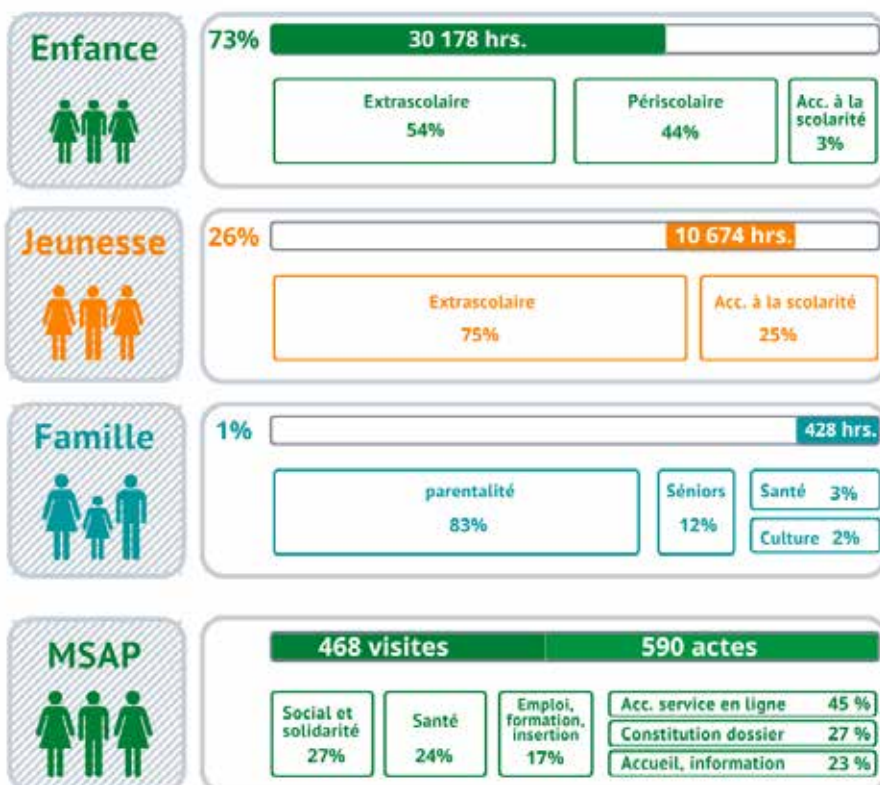 Enfance
73%
30 178 hrs.
Extrascolaire
54%
Périscolaire
44%
Acc. à la
scolarité
3%
Jeunesse
26%
10 674 hrs.
Extrascolaire
75%
Acc. à la scolarité
25%
Famille
1%
428 hrs.
parentalité
83%
Séniors
12%
Santé 3%
Culture 2%
MSAP
468 visites
590 actes
Social et
solidarité
27%
Santé
24%
Emploi,
formation,
insertion
17%
Acc. service en ligne 45 %
Constitution dossier 27 %
Accueil, information 23 %